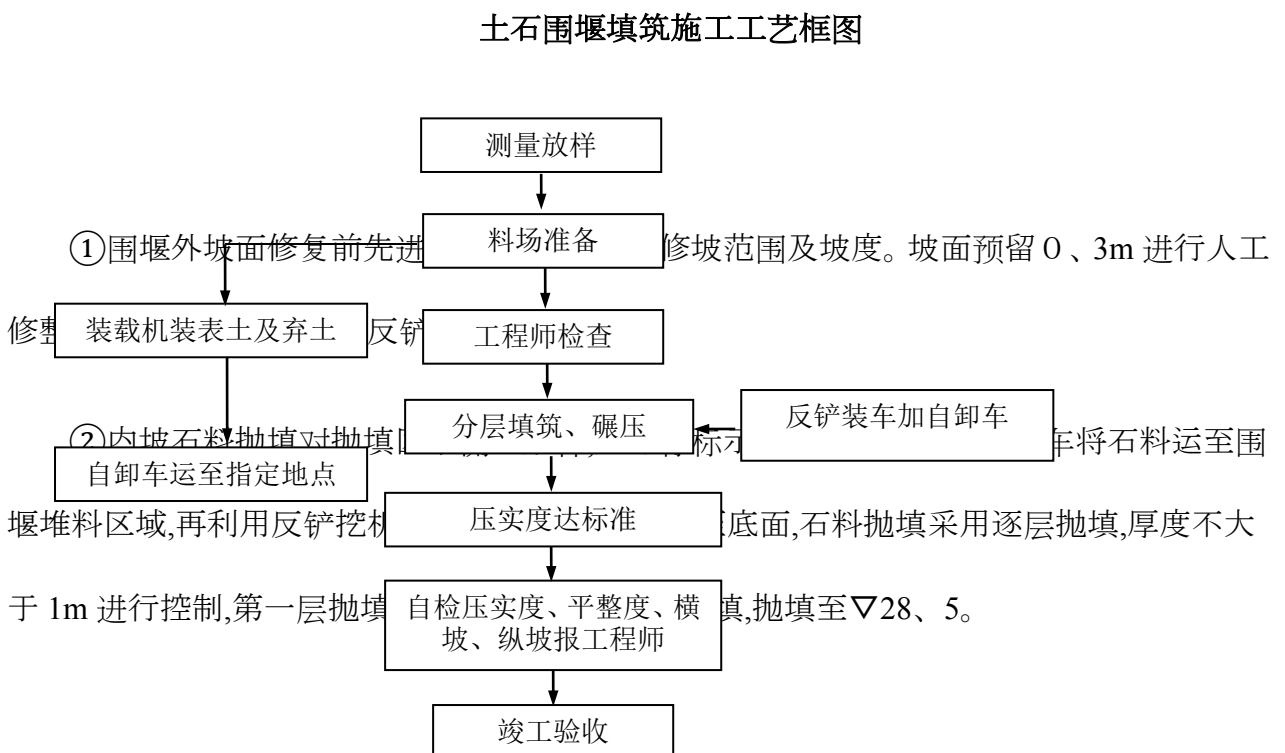 土石围堰填筑施工工艺框图
测量放样
料场准备
①围堰外坡面修复前先进
修坡范围及坡度。坡面预留0、3m进行人工
修整
装载机装表土及弃土
反铲
工程师检查
分层填筑、碾压
反铲装车加自卸车
②内坡石料抛填对抛填
标示
车将石料运至围
自卸车运至指定地点
堰堆料区域,再利用反铲挖机
压实度达标准
底面,石料抛填采用逐层抛填,厚度不大
于1m进行控制,第一层抛填
自检压实度、平整度、横
坡、纵坡报工程师
填,抛填至▽28、5。
竣工验收